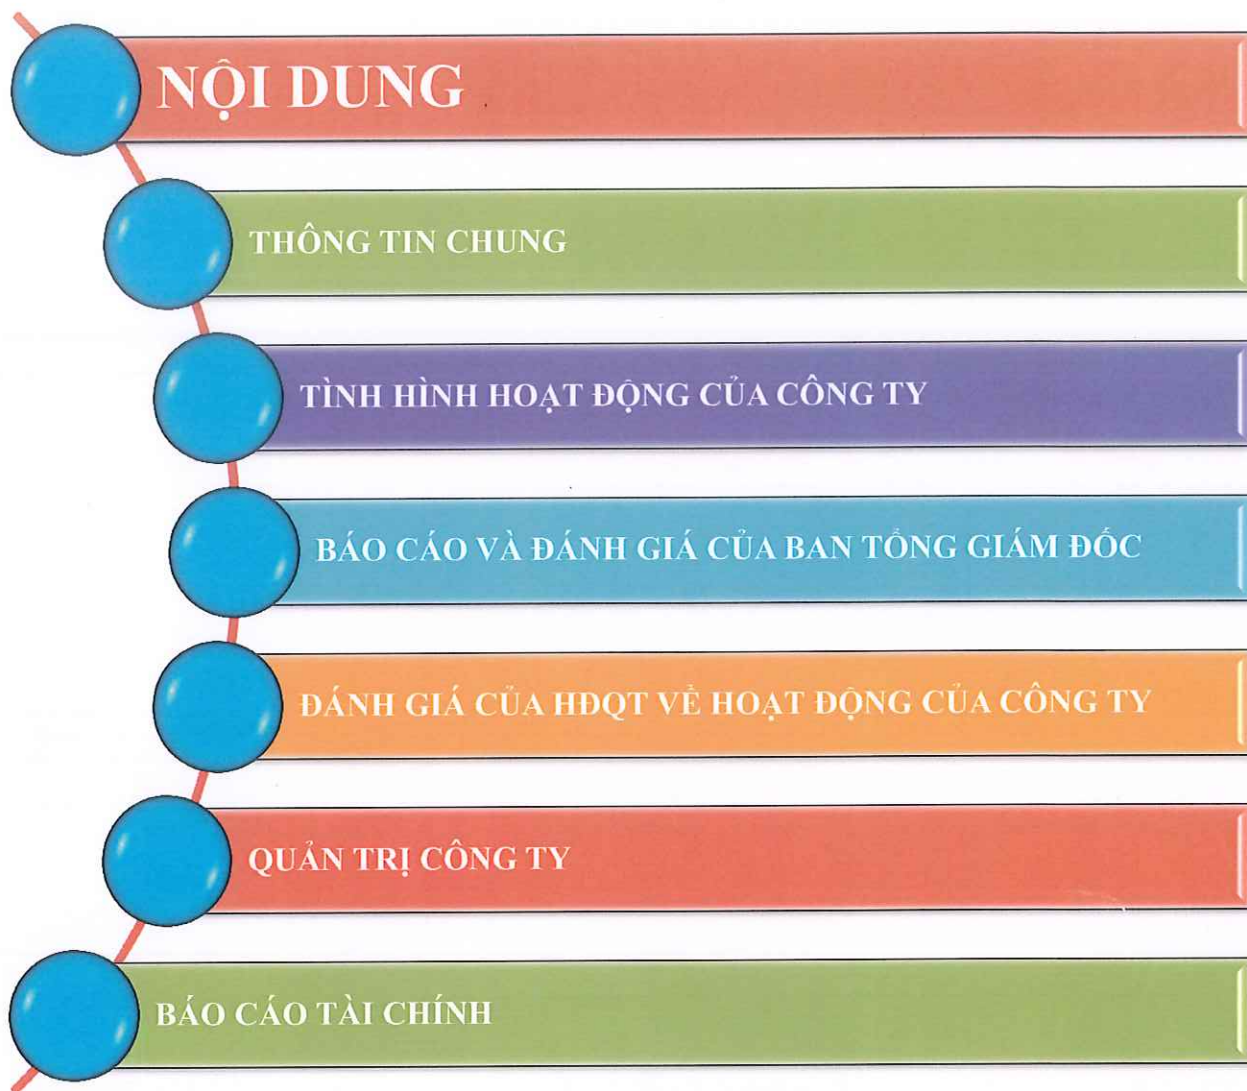 NỘI DUNG
THÔNG TIN CHUNG
TÌNH HÌNH HOẠT ĐỘNG CỦA CÔNG TY
BÁO CÁO VÀ ĐÁNH GIÁ CỦA BAN TỔNG GIÁM ĐỐC
ĐÁNH GIÁ CỦA HĐQT VỀ HOẠT ĐỘNG CỦA CÔNG TY
QUẢN TRỊ CÔNG TY
BÁO CÁO TÀI CHÍNH